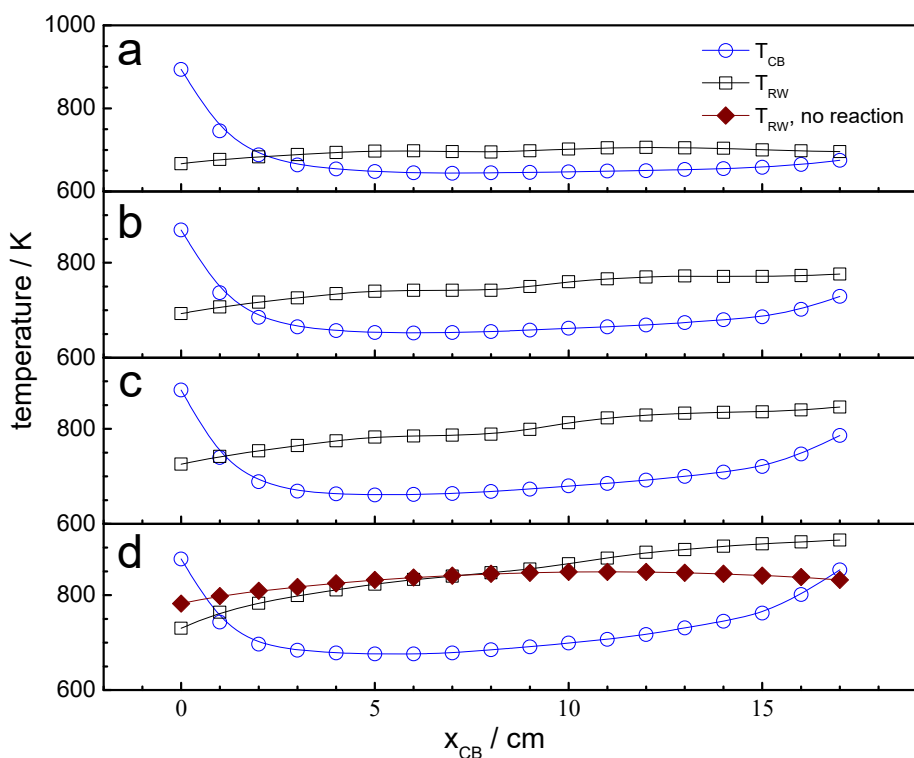 1000
a
T_CB
T_RW
T_RW, no reaction
800
600
b
800
600
c
800
600
d
800
600
temperature / K
0 5 10 15
x_CB / cm